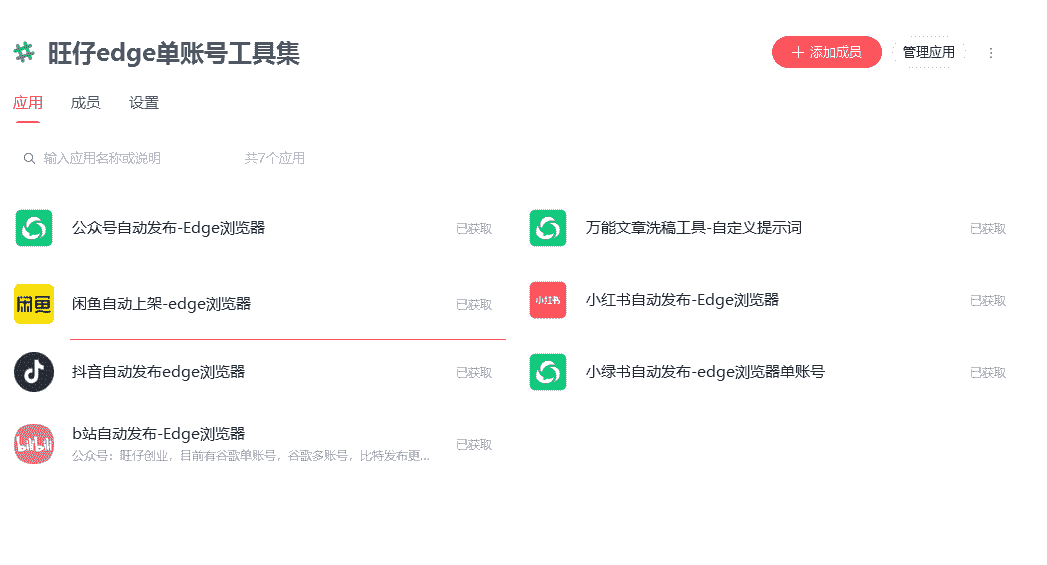 旺仔edge单账号工具集
添加成员
管理应用
应用 成员 设置
输入应用名称或说明
共7个应用
公众号自动发布-Edge浏览器
已获取
万能文章洗稿工具-自定义提示词
已获取
闲鱼
闲鱼自动上架-edge浏览器
已获取
小红书
小红书自动发布-Edge浏览器
已获取
抖音自动发布edge浏览器
已获取
小绿书自动发布-edge浏览器单账号
已获取
bilibili
b站自动发布-Edge浏览器
公众号：旺仔创业，目前有谷歌单账号，谷歌多账号，比特发布更...
已获取